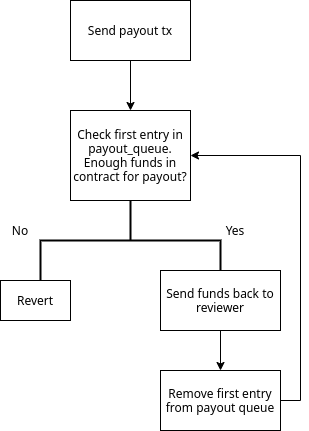 Send payout tx
Check first entry in
payout_queue.
Enough funds in
contract for payout?
No
Yes
Revert
Send funds back to
reviewer
Remove first entry
from payout queue